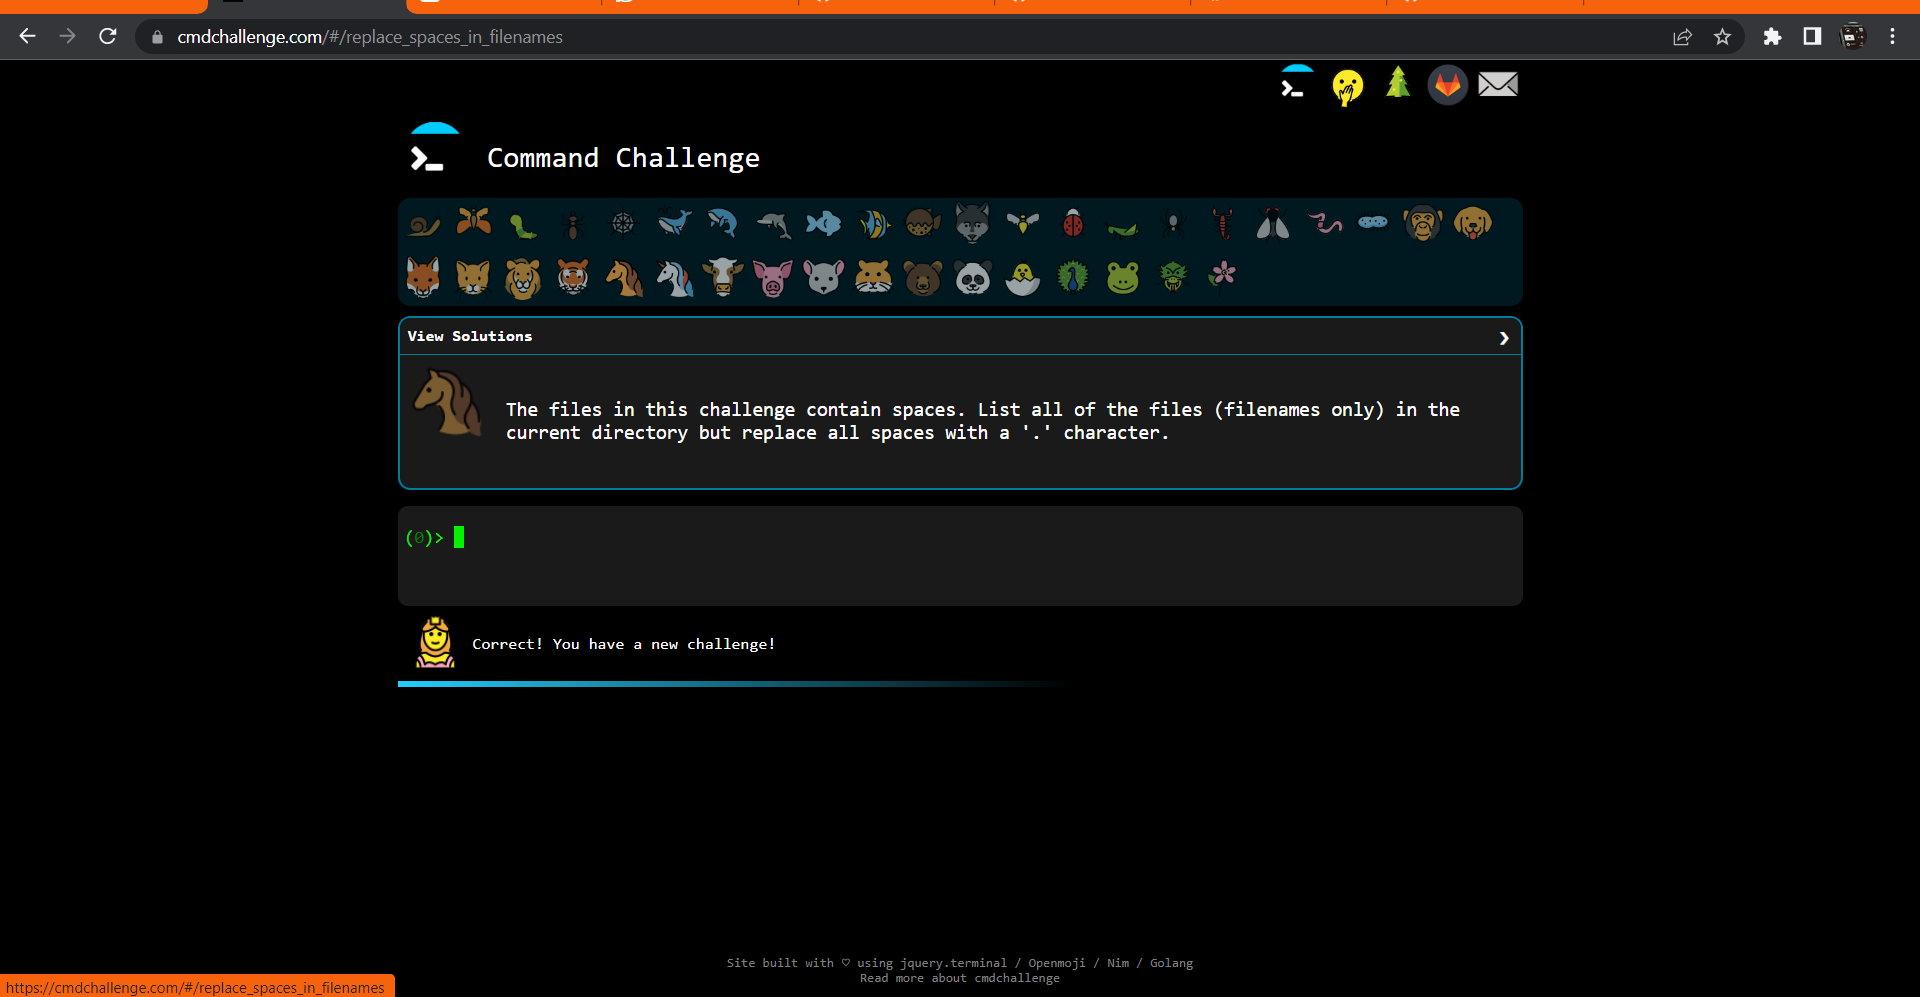 cmdchallenge.com/#/replace_spaces_in_filenames
Command Challenge
View Solutions
The files in this challenge contain spaces. List all of the files (filenames only) in the
current directory but replace all spaces with a '.' character.
(0)>
Correct! You have a new challenge!
Site built with ♡ using jquery.terminal / Openmoji / Nim / Golang
Read more about cmdchallenge
https://cmdchallenge.com/#/replace_spaces_in_filenames